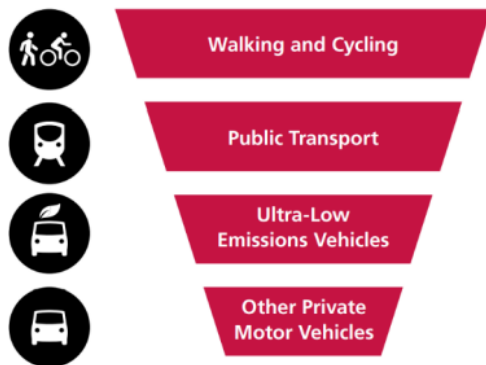 Walking and Cycling
Public Transport
Ultra-Low
Emissions Vehicles
Other Private
Motor Vehicles